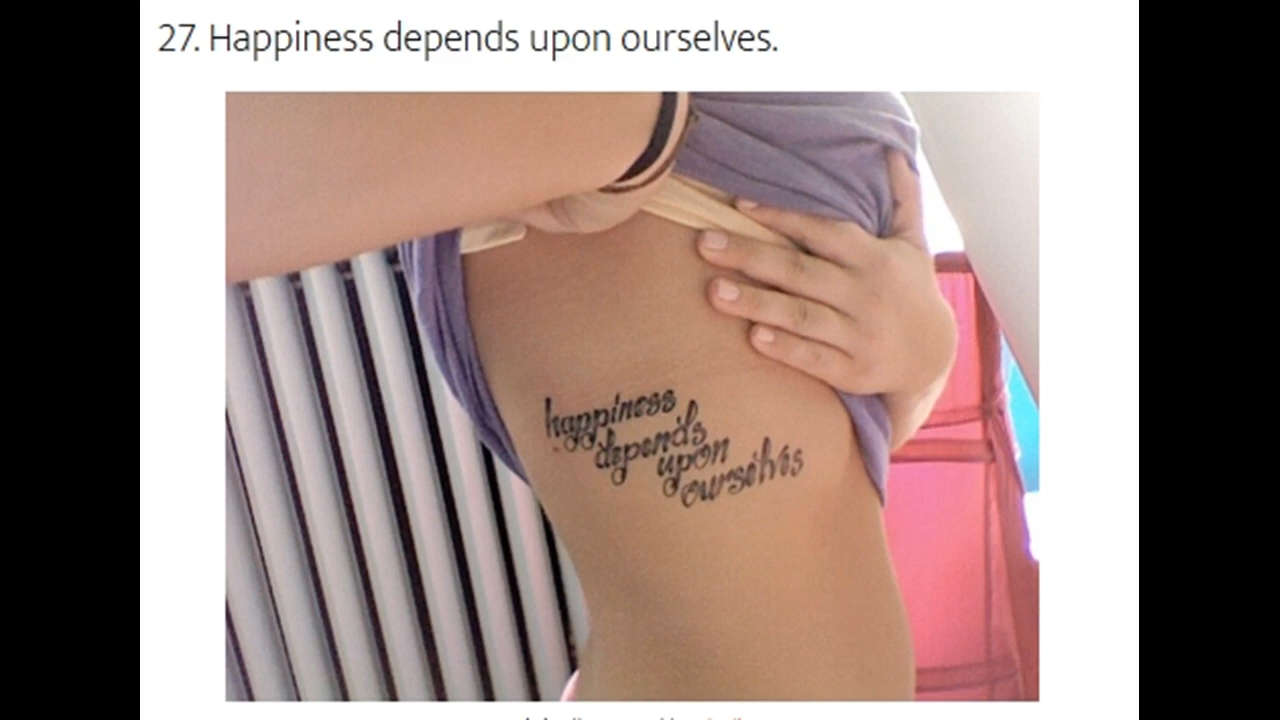 27. Happiness depends upon ourselves.
happiness
depends
upon
ourselves